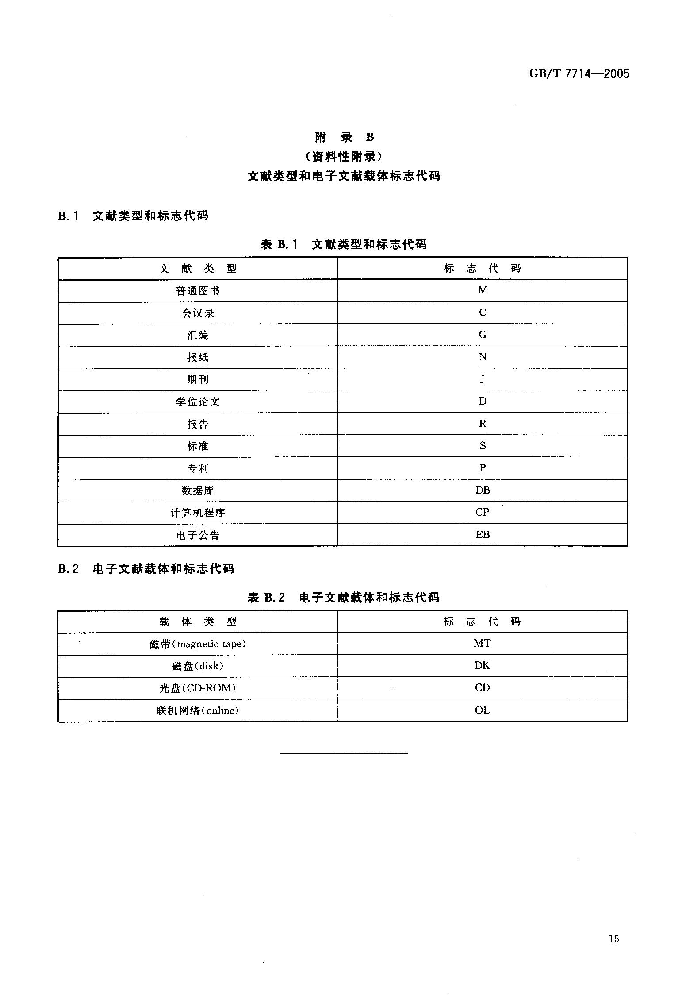 GB/T 7714—2005
附 录 B
(资料性附录)
文献类型和电子文献载体标志代码
B.1 文献类型和标志代码
表 B.1 文献类型和标志代码
文 献 类 型 标 志 代 码
普通图书 M
会议录 C
汇编 G
报纸 N
期刊 J
学位论文 D
报告 R
标准 S
专利 P
数据库 DB
计算机程序 CP
电子公告 EB
B.2 电子文献载体和标志代码
表 B.2 电子文献载体和标志代码
载 体 类 型 标 志 代 码
磁带(magnetic tape) MT
磁盘(disk) DK
光盘(CD-ROM) CD
联机网络(online) OL
15